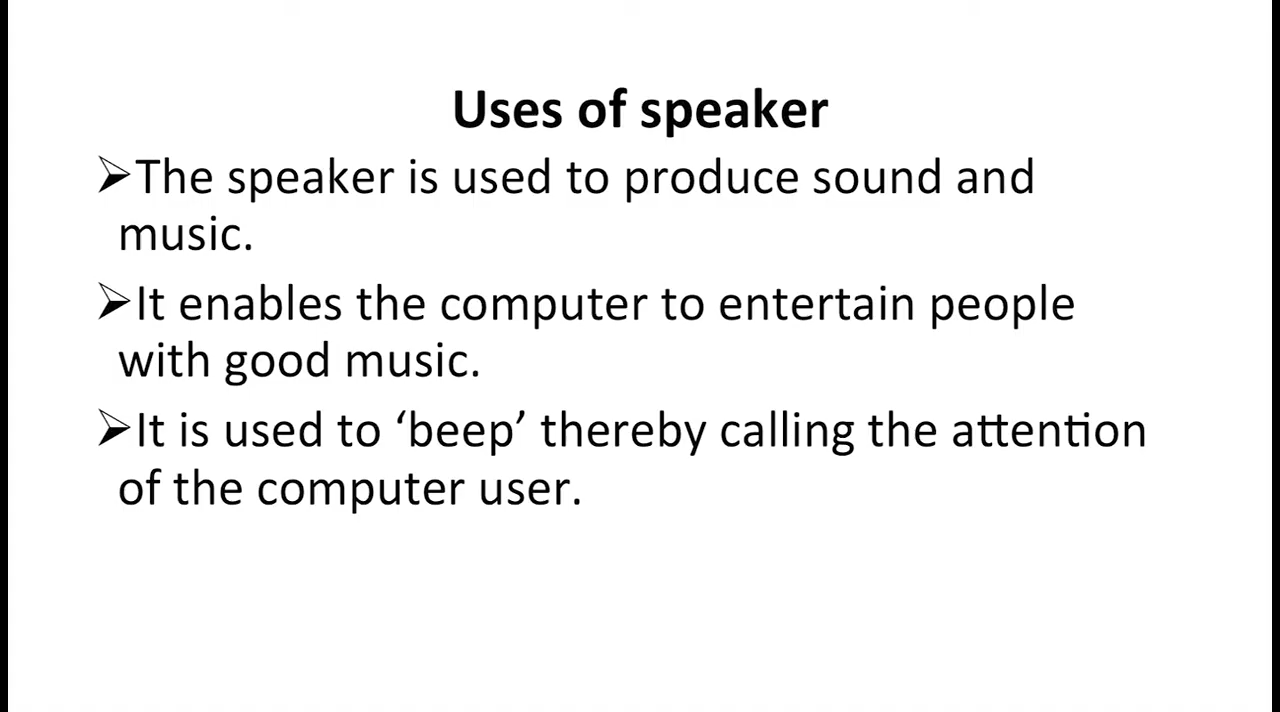 Uses of speaker
➢The speaker is used to produce sound and
music.
➢It enables the computer to entertain people
with good music.
➢It is used to ‘beep’ thereby calling the attention
of the computer user.